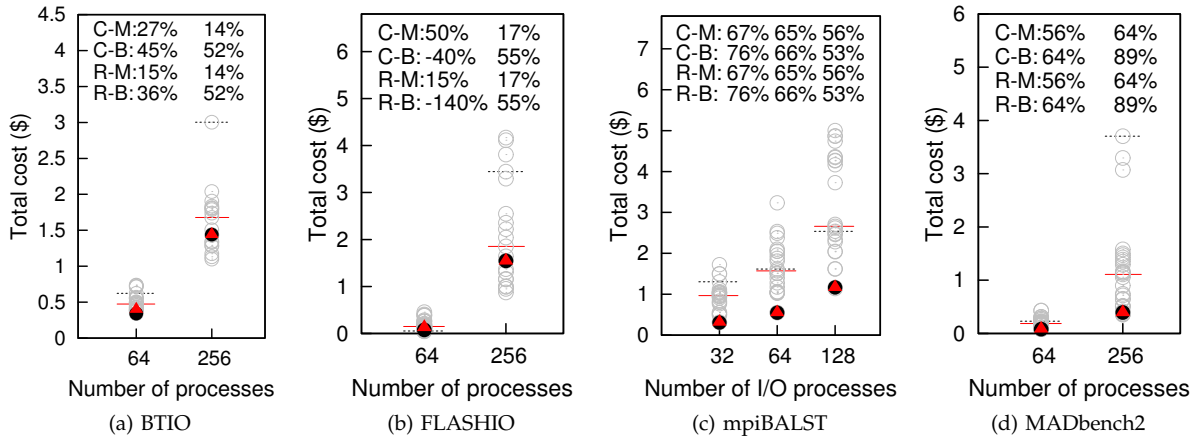 Total cost ($)
4.5
4
3.5
3
2.5
2
1.5
1
0.5
0
C-M:27% 14%
C-B:45% 52%
R-M:15% 14%
R-B:36% 52%
64 256
Number of processes
(a) BTIO
Total cost ($)
6
5
4
3
2
1
0
C-M:50% 17%
C-B: -40% 55%
R-M:15% 17%
R-B: -140% 55%
64 256
Number of processes
(b) FLASHIO
Total cost ($)
7
6
5
4
3
2
1
0
C-M: 67% 65% 56%
C-B: 76% 66% 53%
R-M: 67% 65% 56%
R-B: 76% 66% 53%
32 64 128
Number of I/O processes
(c) mpiBALST
Total cost ($)
6
5
4
3
2
1
0
C-M:56% 64%
C-B:64% 89%
R-M:56% 64%
R-B:64% 89%
64 256
Number of processes
(d) MADbench2